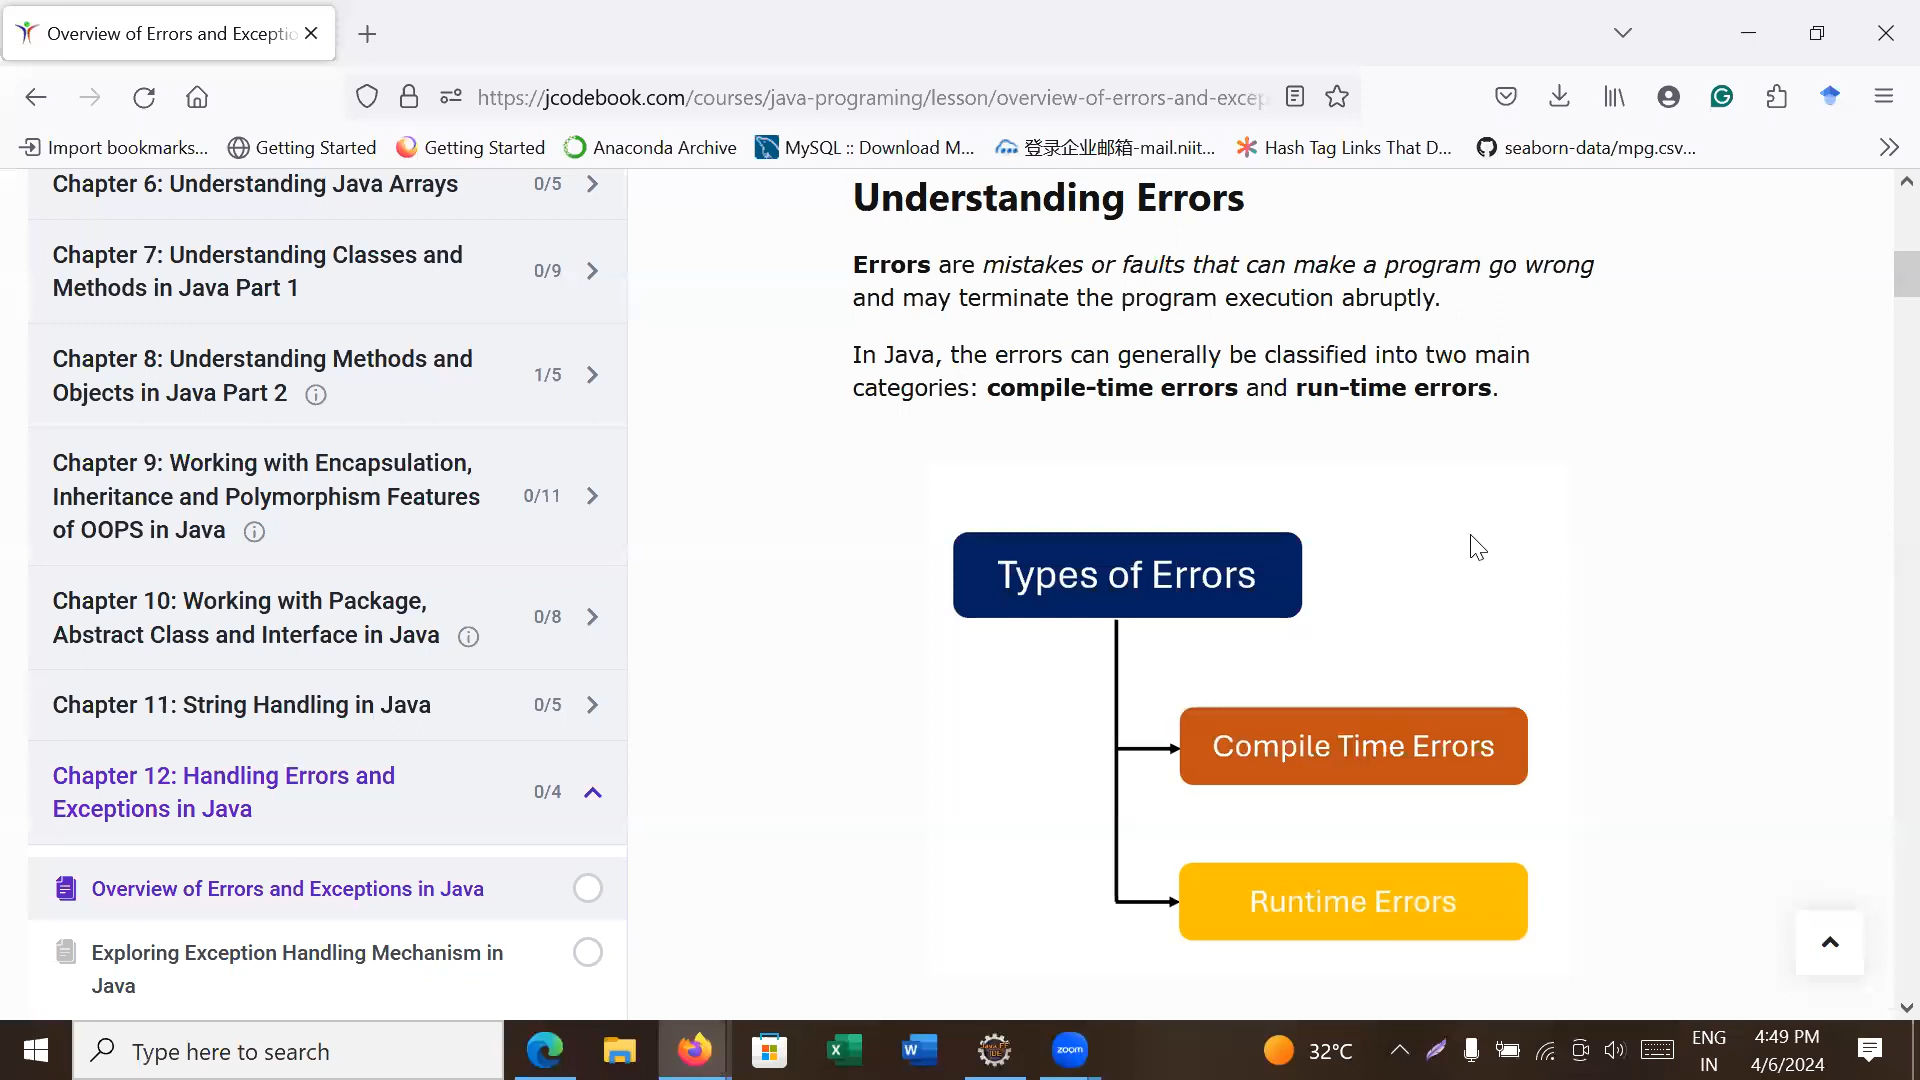 Overview of Errors and Exceptio
https://jcodebook.com/courses/java-programing/lesson/overview-of-errors-and-excep
Import bookmarks...
Getting Started
Getting Started
Anaconda Archive
MySQL :: Download M...
登录企业邮箱-mail.niit...
Hash Tag Links That D...
seaborn-data/mpg.csv...
Chapter 6: Understanding Java Arrays
0/5
Chapter 7: Understanding Classes and
Methods in Java Part 1
0/9
Chapter 8: Understanding Methods and
Objects in Java Part 2
1/5
Chapter 9: Working with Encapsulation,
Inheritance and Polymorphism Features
of OOPS in Java
0/11
Chapter 10: Working with Package,
Abstract Class and Interface in Java
0/8
Chapter 11: String Handling in Java
0/5
Chapter 12: Handling Errors and
Exceptions in Java
0/4
Overview of Errors and Exceptions in Java
Exploring Exception Handling Mechanism in
Java
Understanding Errors
Errors are mistakes or faults that can make a program go wrong
and may terminate the program execution abruptly.
In Java, the errors can generally be classified into two main
categories: compile-time errors and run-time errors.
Types of Errors
Compile Time Errors
Runtime Errors
Type here to search
zoom
32°C
ENG
IN
4:49 PM
4/6/2024